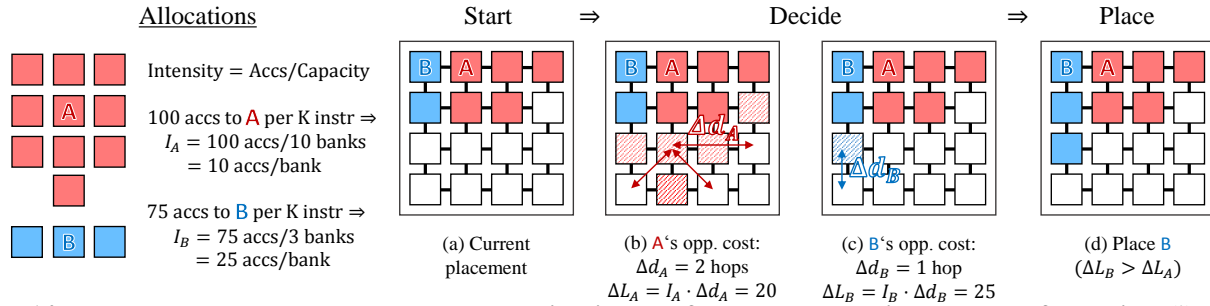 Allocations
Start ⇒ Decide ⇒ Place
Intensity = Accs/Capacity
A
100 accs to A per K instr ⇒
I_A = 100 accs/10 banks
= 10 accs/bank
75 accs to B per K instr ⇒
B
I_B = 75 accs/3 banks
= 25 accs/bank
B A
B A
Δd_A
B A
Δd_B
B A
(a) Current
placement
(b) A‘s opp. cost:
Δd_A = 2 hops
ΔL_A = I_A · Δd_A = 20
(c) B‘s opp. cost:
Δd_B = 1 hop
ΔL_B = I_B · Δd_B = 25
(d) Place B
(ΔL_B > ΔL_A)